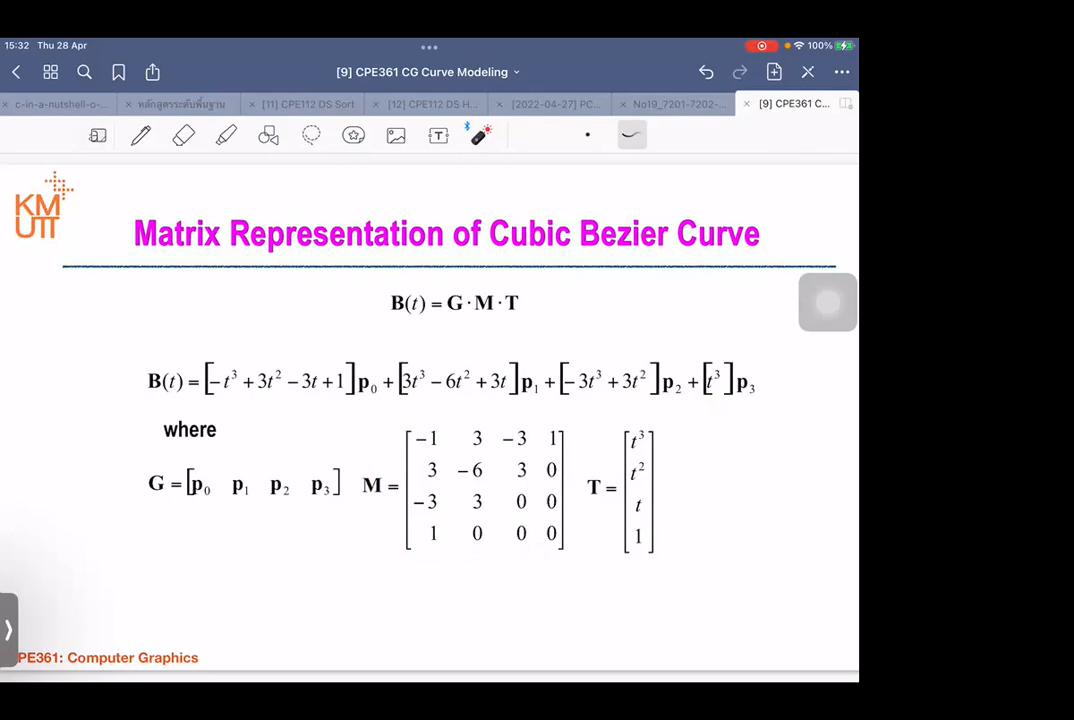 15:32 Thu 28 Apr
100%
[9] CPE361 CG Curve Modeling
c-in-a-nutshell-o-... หลักสูตรระดับพื้นฐาน [11] CPE112 DS Sort [12] CPE112 DS H... [2022-04-27] PC... No19_7201-7202-... [9] CPE361 C...
T
KM
UTT
Matrix Representation of Cubic Bezier Curve
B(t) = G · M · T
B(t) = [−t³ + 3t² − 3t + 1]p₀ + [3t³ − 6t² + 3t]p₁ + [−3t³ + 3t²]p₂ + [t³]p₃
where
G = [p₀ p₁ p₂ p₃]
M =
−1 3 −3 1
3 −6 3 0
−3 3 0 0
1 0 0 0
T =
t³
t²
t
1
PE361: Computer Graphics